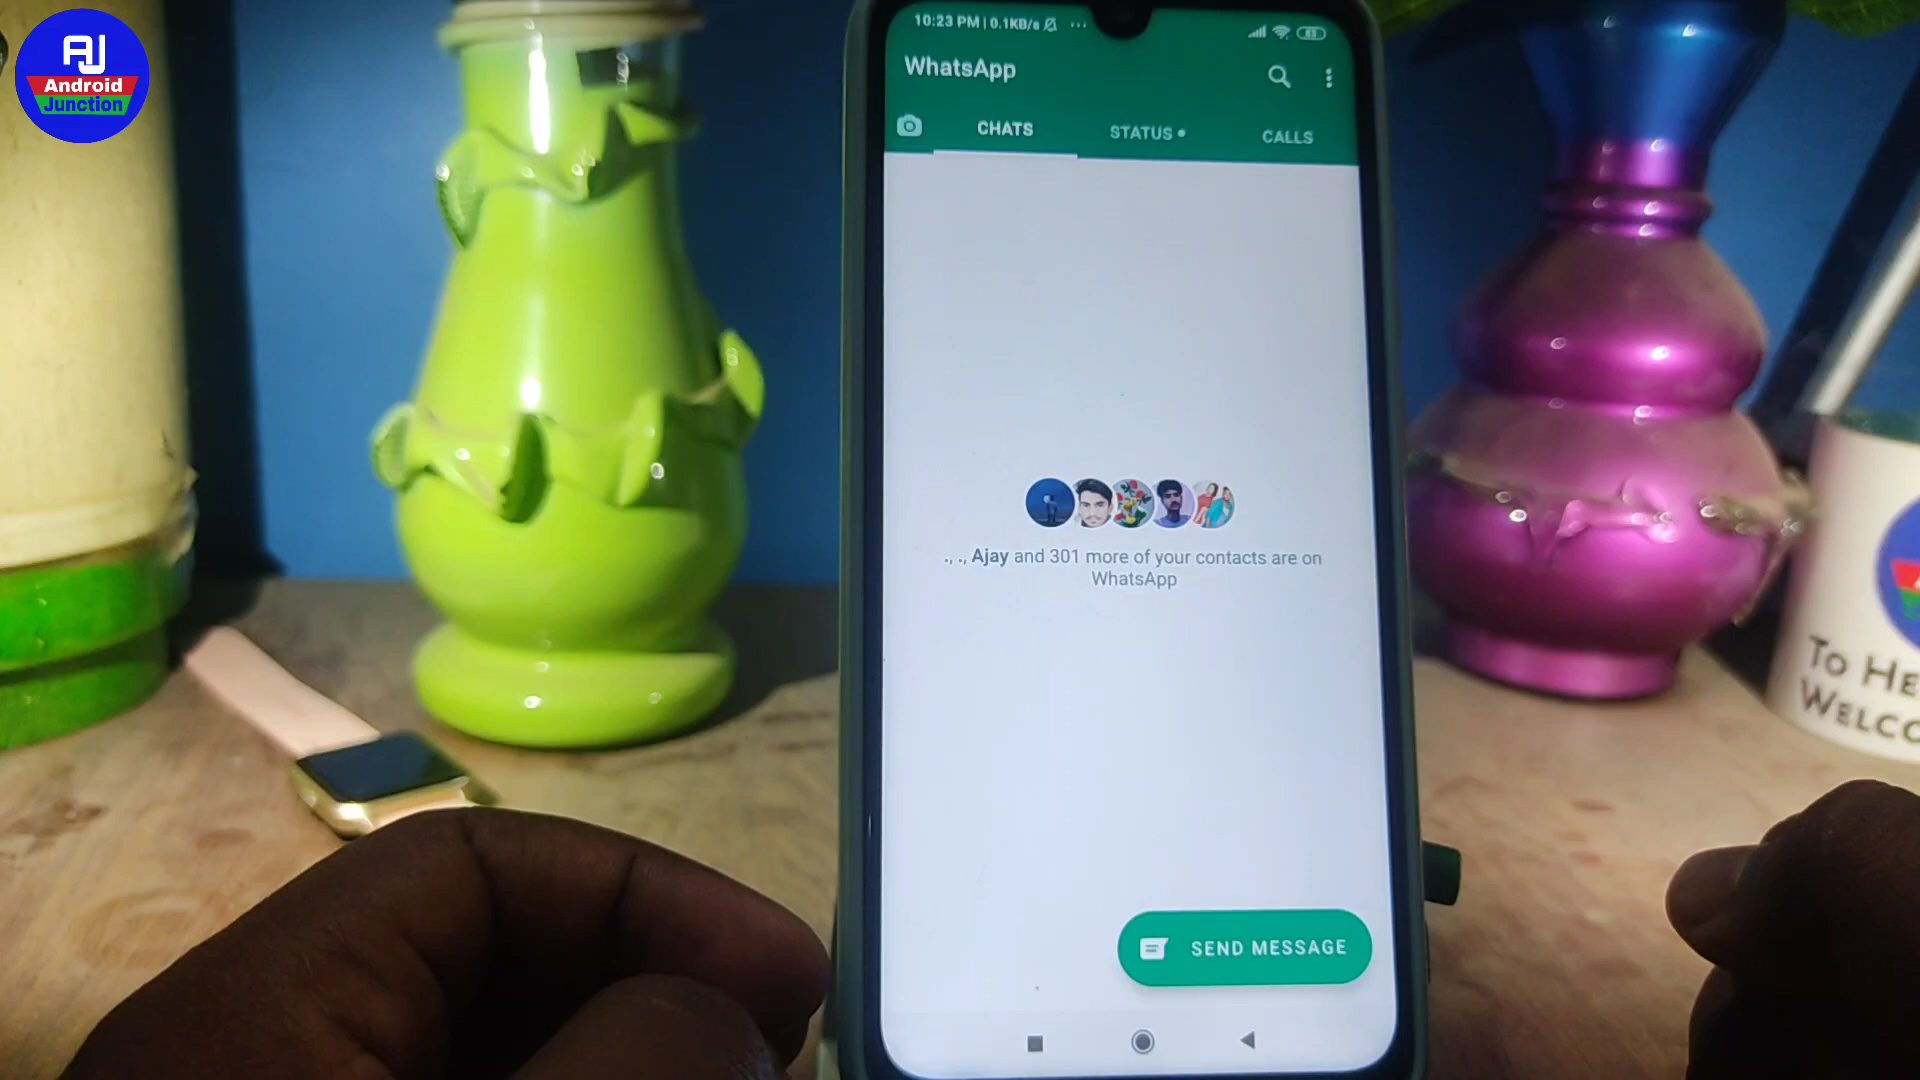 AJ
Android
Junction
10:23 PM | 0.1KB/s
WhatsApp
CHATS
STATUS
CALLS
., ., Ajay and 301 more of your contacts are on
WhatsApp
SEND MESSAGE
To He
Welco